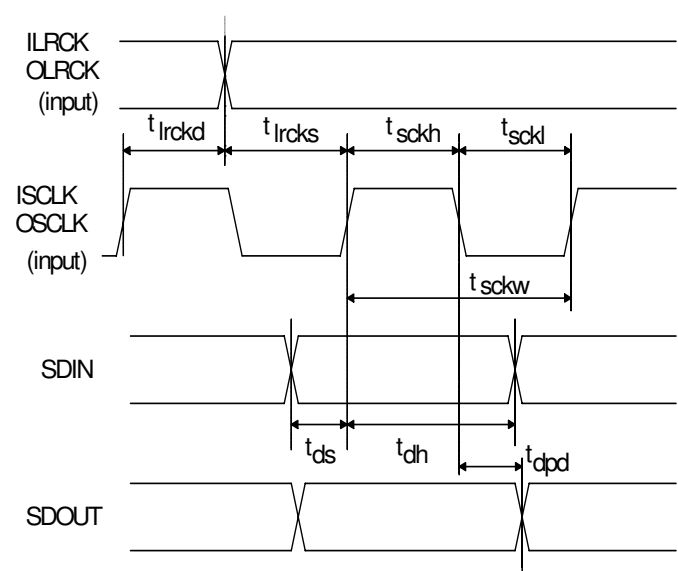 ILRCK
OLRCK
(input)
t lrckd
t lrcks
t sckh
t sckl
ISCLK
OSCLK
(input)
t sckw
SDIN
t ds
t dh
t dpd
SDOUT